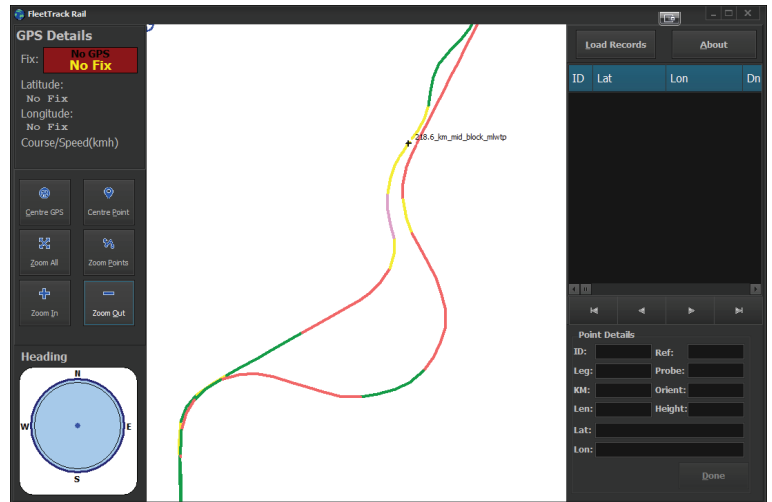 FleetTrack Rail
GPS Details
Fix:
No GPS
No Fix
Latitude:
No Fix
Longitude:
No Fix
Course/Speed(kmh)
Centre GPS
Centre Point
Zoom All
Zoom Points
Zoom In
Zoom Out
Heading
N
W
E
S
218.6_km_mid_block_mlwtp
Load Records
About
ID Lat Lon Dn
Point Details
ID: Ref:
Leg: Probe:
KM: Orient:
Len: Height:
Lat:
Lon:
Done